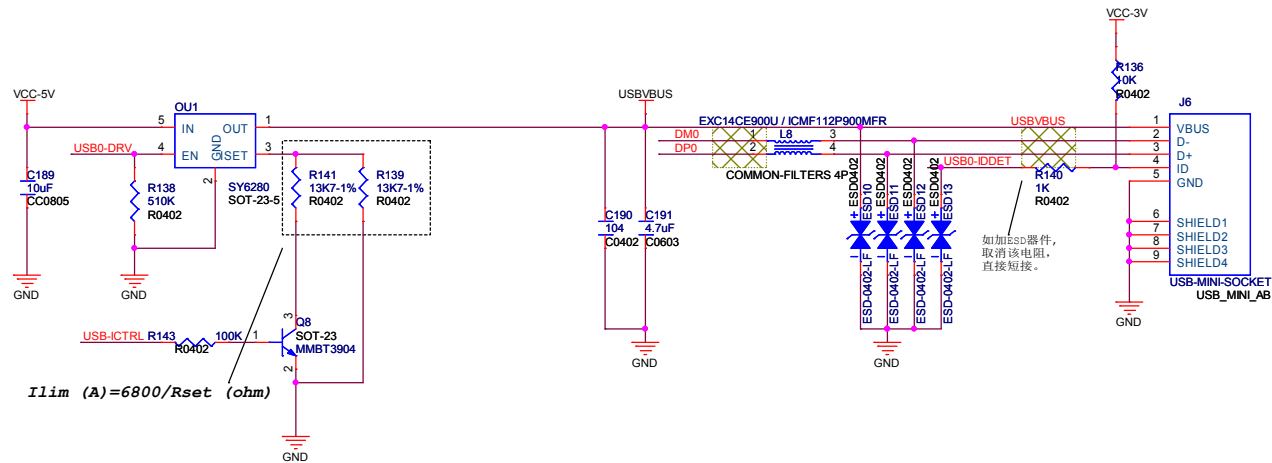 VCC-3V
R136
10K
R0402
J6
VCC-5V
OU1
USBVBUS
EXC14CE900U / ICMF112P900MFR
USBVBUS
5
IN
OUT
1
DM0
1
L8
3
1
VBUS
USB0-DRV
4
EN
ISET
3
DP0
2
4
2
D-
GND
2
COMMON-FILTERS 4P
3
D+
USB0-IDDET
4
ID
R140
1K
R0402
5
GND
C189
10uF
CC0805
R138
510K
R0402
SY6280
SOT-23-5
R141
13K7-1%
R0402
R139
13K7-1%
R0402
C190
104
C0402
C191
4.7uF
C0603
ESD0402
ESD10
ESD-0402-LF
ESD0402
ESD11
ESD-0402-LF
ESD0402
ESD12
ESD-0402-LF
ESD0402
ESD13
ESD-0402-LF
如加ESD器件,
取消该电阻,
直接短接。
6
SHIELD1
7
SHIELD2
8
SHIELD3
9
SHIELD4
USB-MINI-SOCKET
USB_MINI_AB
GND
GND
GND
USB-ICTRL
R143
100K
R0402
1
3
Q8
SOT-23
MMBT3904
2
GND
GND
GND
Ilim (A)=6800/Rset (ohm)